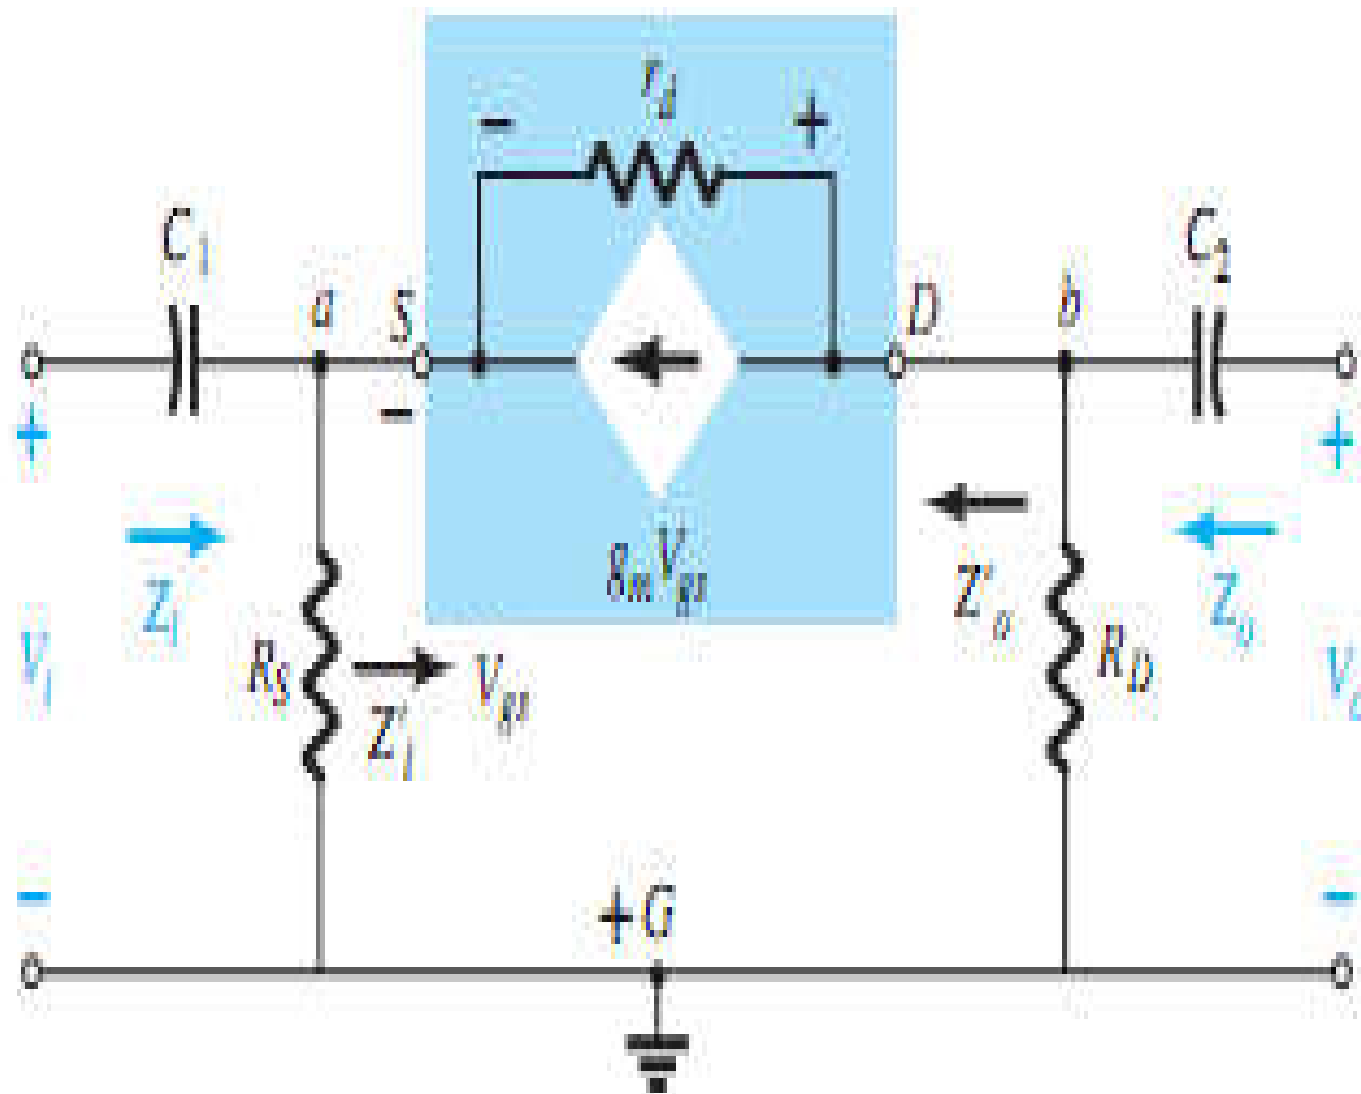 r_d
- +
C_1
C_2
a
S
D
b
-
+
+
Z_i
g_m V_gs
Z'_o
Z_o
V_i
R_S
V_gs
R_D
V_o
Z'_i
-
+ G
-